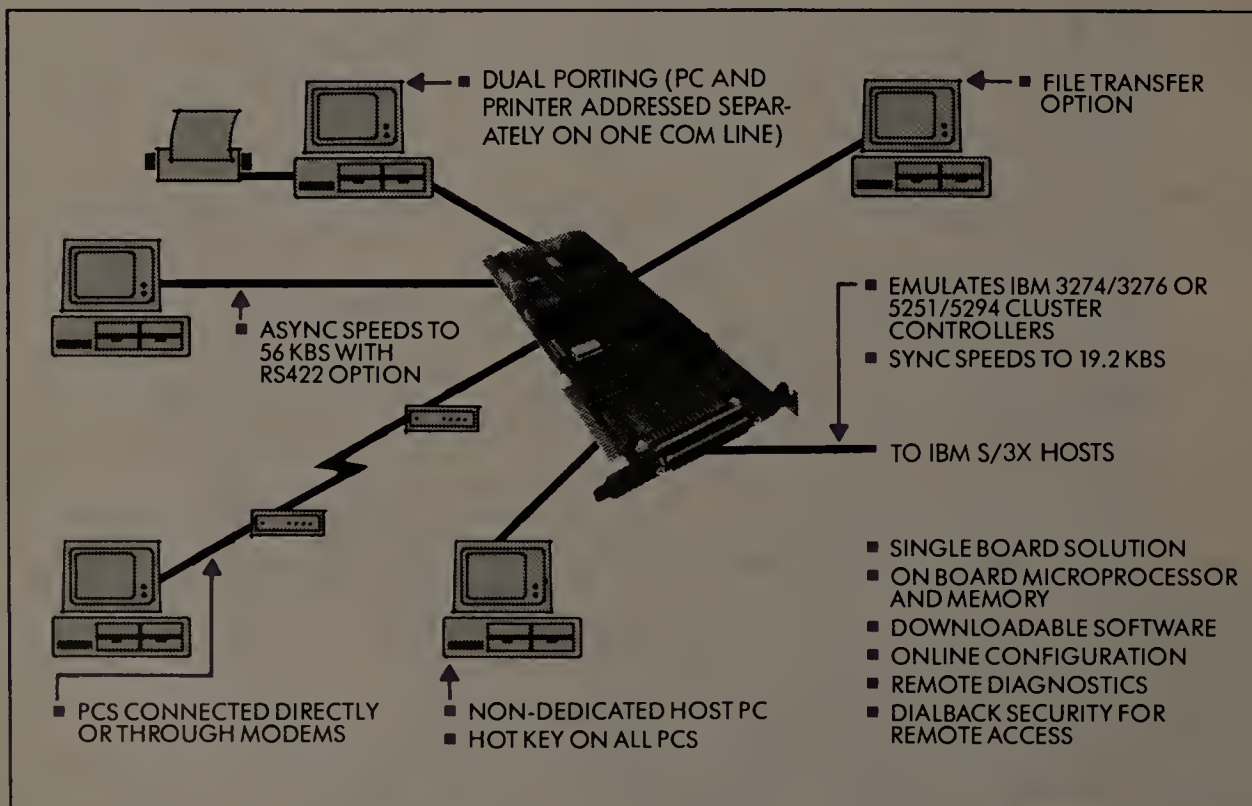 ■ DUAL PORTING (PC AND
PRINTER ADDRESSED SEPAR-
ATELY ON ONE COM LINE)
■ FILE TRANSFER
OPTION
■ ASYNC SPEEDS TO
56 KBS WITH
RS422 OPTION
■ EMULATES IBM 3274/3276 OR
5251/5294 CLUSTER
CONTROLLERS
■ SYNC SPEEDS TO 19.2 KBS
TO IBM S/3X HOSTS
■ PCS CONNECTED DIRECTLY
OR THROUGH MODEMS
■ NON-DEDICATED HOST PC
■ HOT KEY ON ALL PCS
■ SINGLE BOARD SOLUTION
■ ON BOARD MICROPROCESSOR
AND MEMORY
■ DOWNLOADABLE SOFTWARE
■ ONLINE CONFIGURATION
■ REMOTE DIAGNOSTICS
■ DIALBACK SECURITY FOR
REMOTE ACCESS